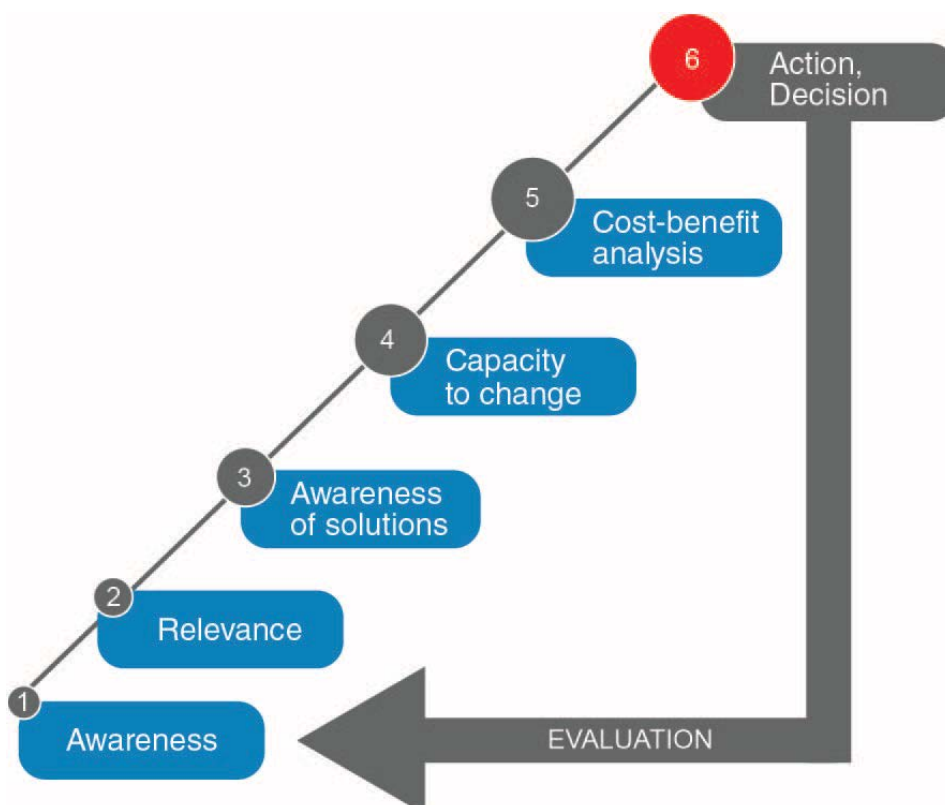 6
Action,
Decision
5
Cost-benefit
analysis
4
Capacity
to change
3
Awareness
of solutions
2
Relevance
1
Awareness
EVALUATION